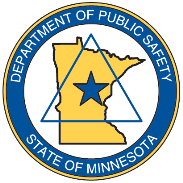 DEPARTMENT OF PUBLIC SAFETY
STATE OF MINNESOTA